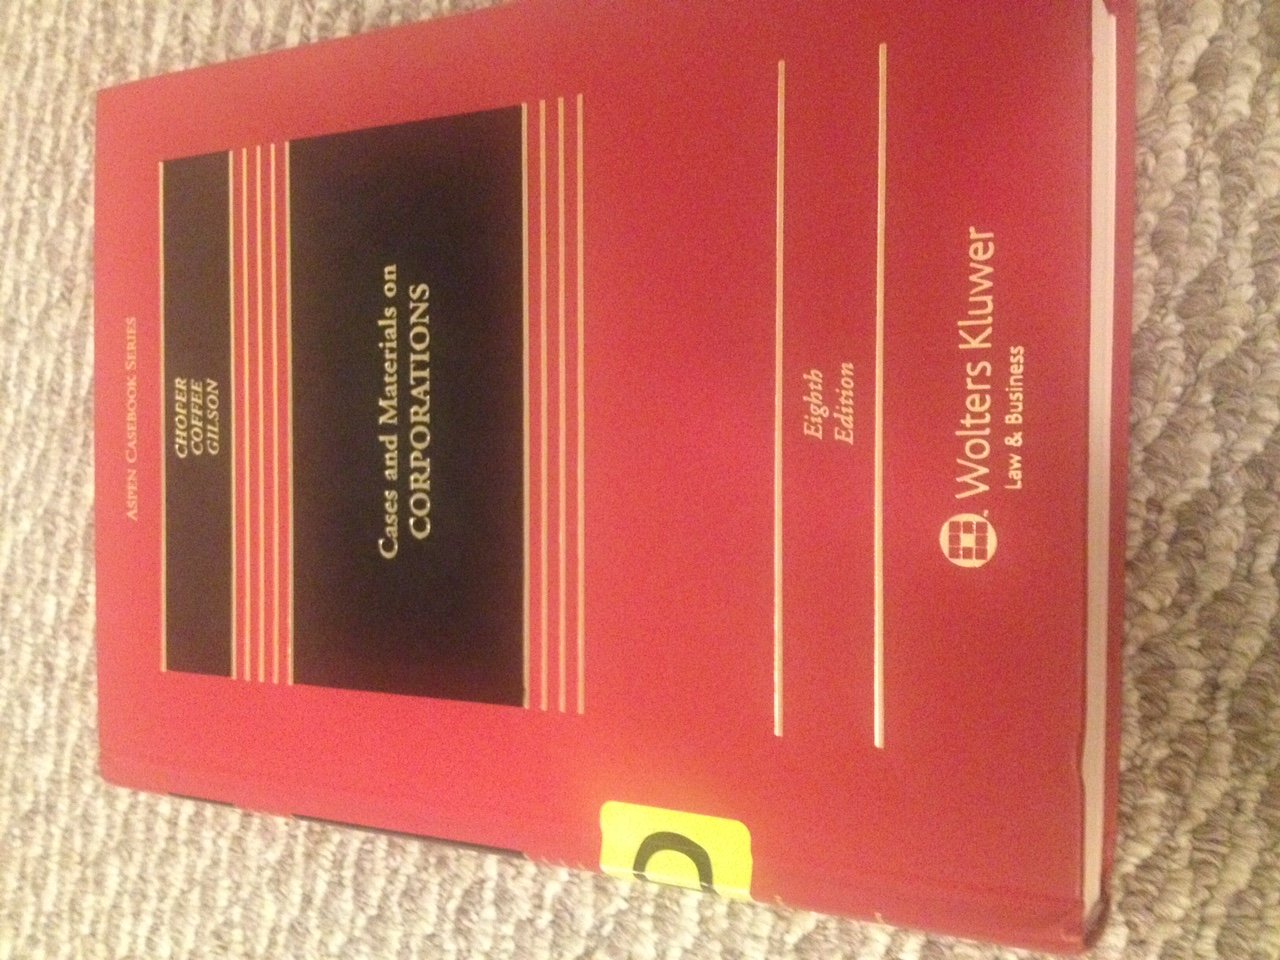 ASPEN CASEBOOK SERIES
CHOPER
COFFEE
GILSON
Cases and Materials on
CORPORATIONS
Eighth
Edition
Wolters Kluwer
Law & Business